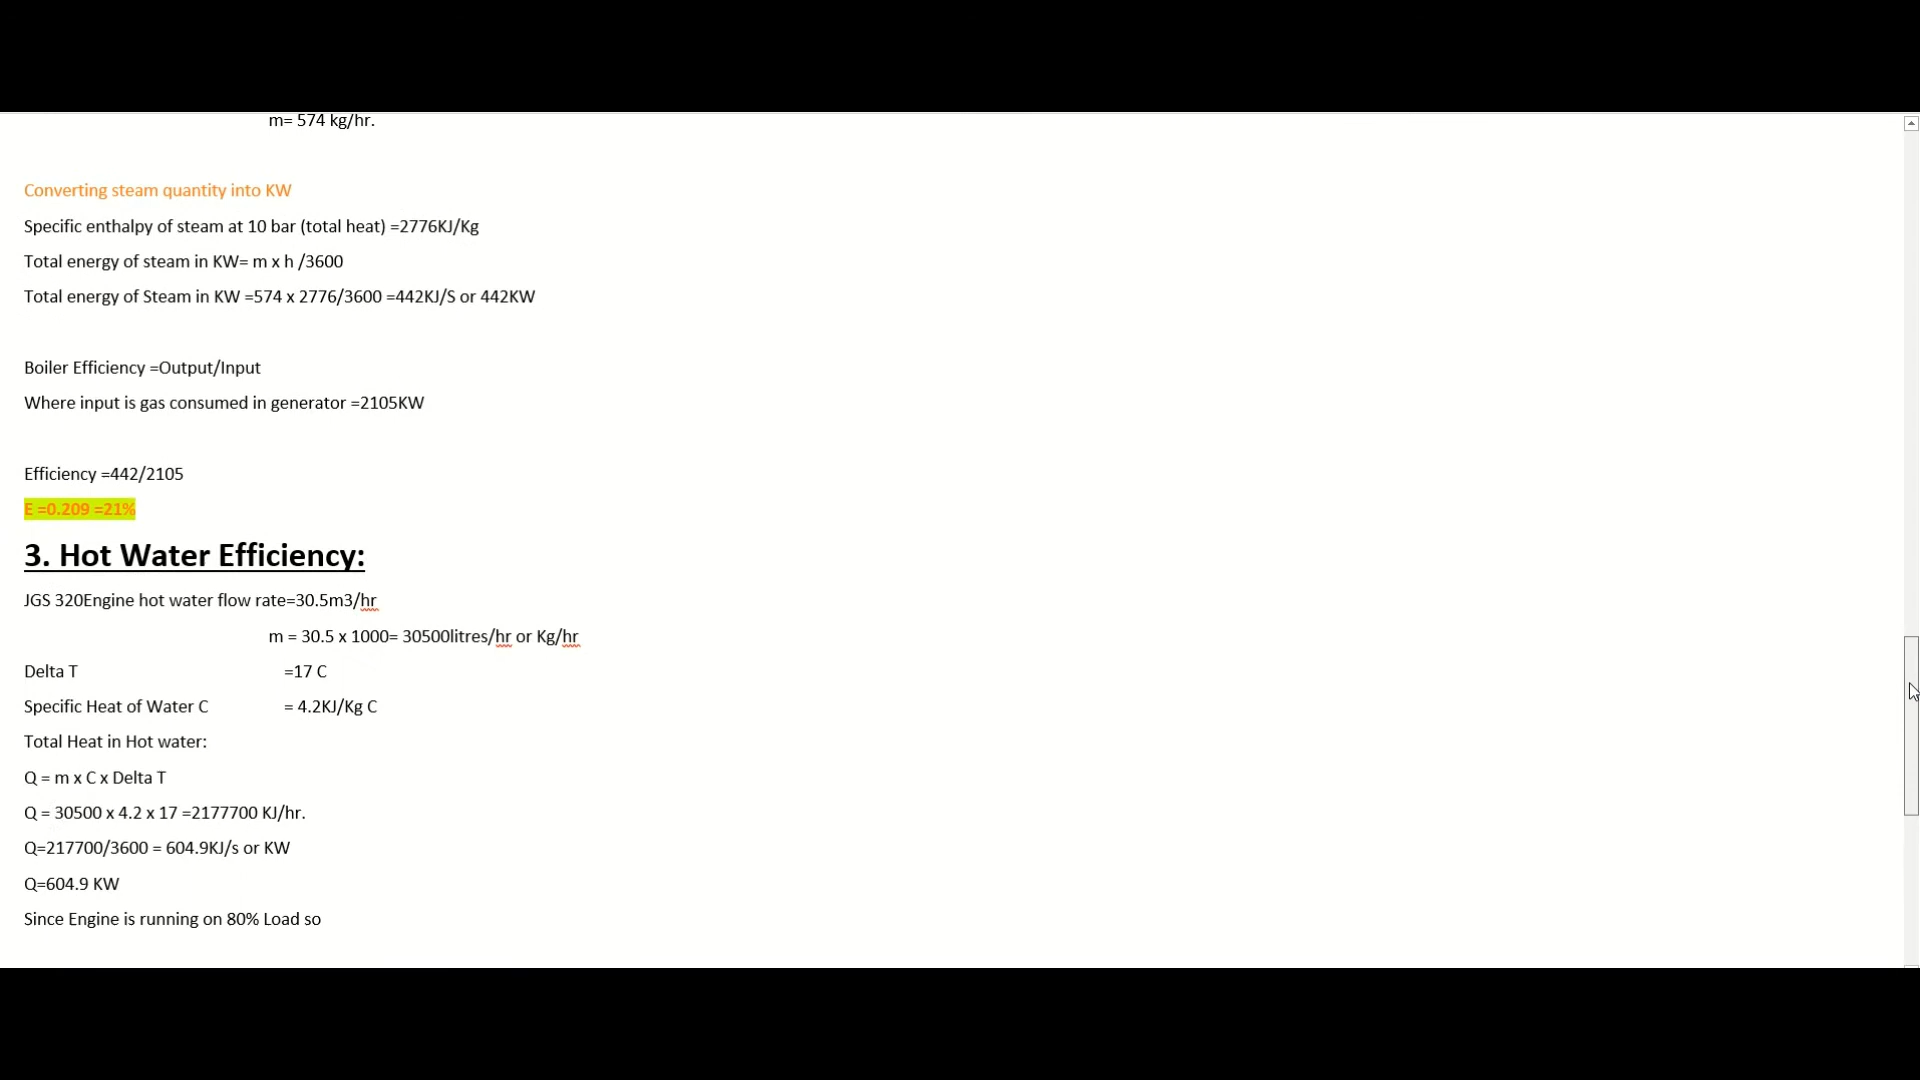 m= 574 kg/hr.
Converting steam quantity into KW
Specific enthalpy of steam at 10 bar (total heat) =2776KJ/Kg
Total energy of steam in KW= m x h /3600
Total energy of Steam in KW =574 x 2776/3600 =442KJ/S or 442KW
Boiler Efficiency =Output/Input
Where input is gas consumed in generator =2105KW
Efficiency =442/2105
E =0.209 =21%
3. Hot Water Efficiency:
JGS 320Engine hot water flow rate=30.5m3/hr
m = 30.5 x 1000= 30500litres/hr or Kg/hr
Delta T =17 C
Specific Heat of Water C = 4.2KJ/Kg C
Total Heat in Hot water:
Q = m x C x Delta T
Q = 30500 x 4.2 x 17 =2177700 KJ/hr.
Q=217700/3600 = 604.9KJ/s or KW
Q=604.9 KW
Since Engine is running on 80% Load so